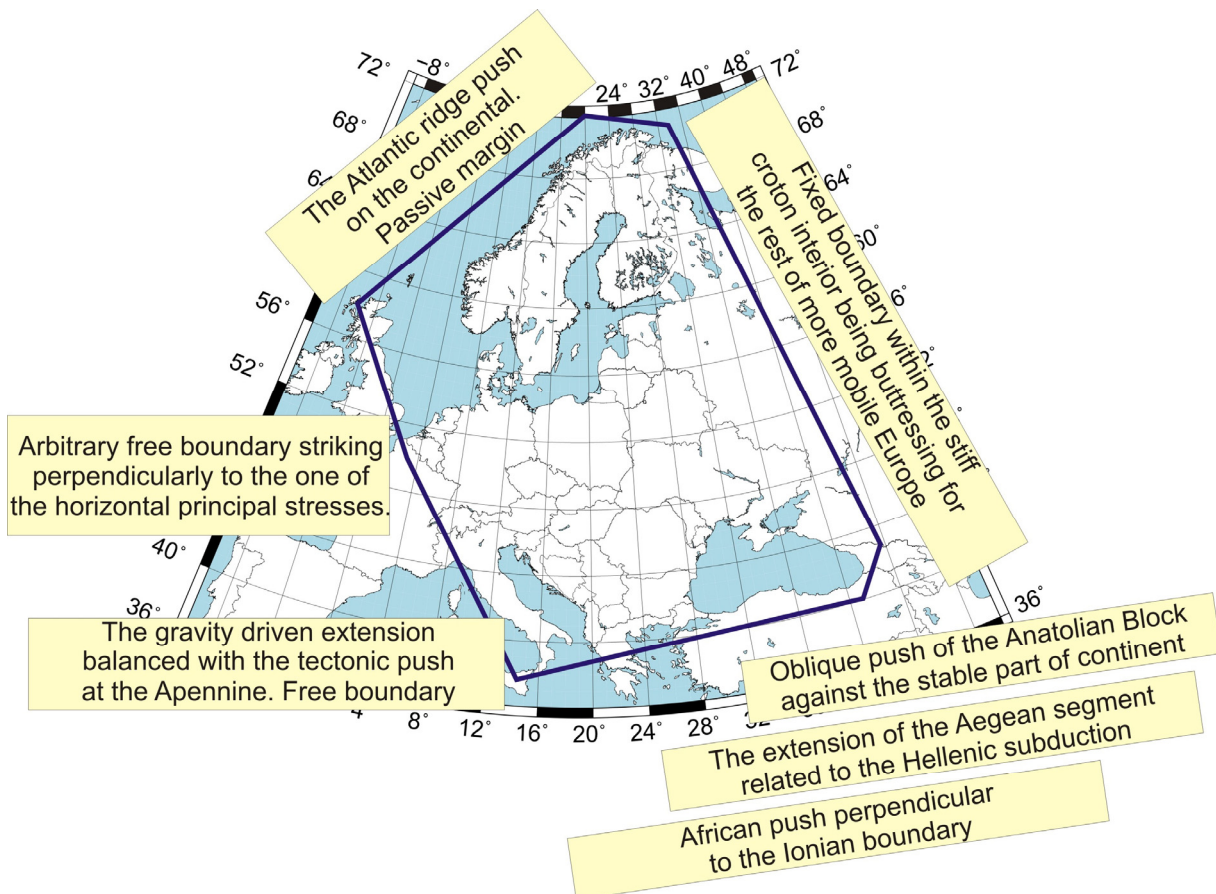 72°
-8°
24°
32°
40°
48°
72°
68°
64
56°
52°
40°
36°
The Atlantic ridge push
on the continental.
Passive margin
68°
64°
60°
Fixed boundary within the stiff
croton interior being buttressing for
the rest of more mobile Europe
Arbitrary free boundary striking
perpendicularly to the one of
the horizontal principal stresses.
The gravity driven extension
balanced with the tectonic push
at the Apennine. Free boundary
36°
4°
8°
12°
16°
20°
24°
28°
Oblique push of the Anatolian Block
against the stable part of continent
The extension of the Aegean segment
related to the Hellenic subduction
African push perpendicular
to the Ionian boundary